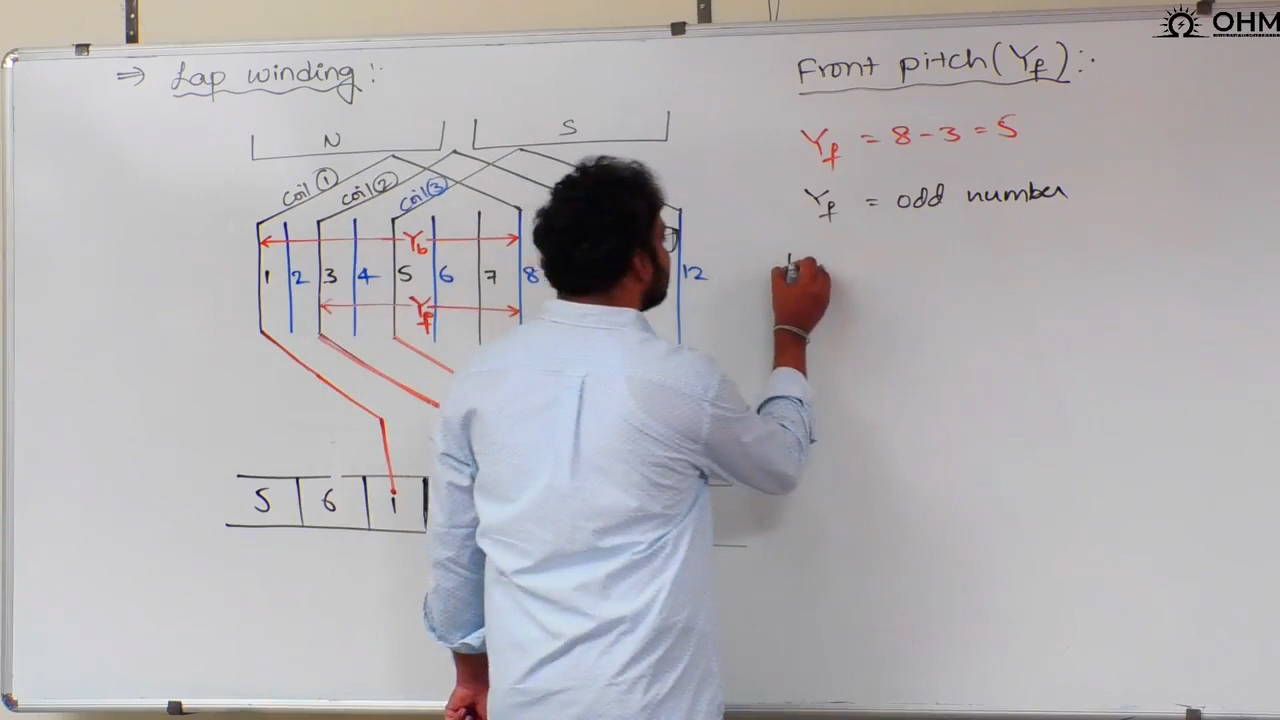 OHM
⇒ Lap winding :
Front pitch (Yf) :
N
S
Yf = 8 - 3 = 5
coil ①
coil ②
coil ③
Yf = odd number
Yb
1 2 3 4 5 6 7 8 12
Yf
5 6 1